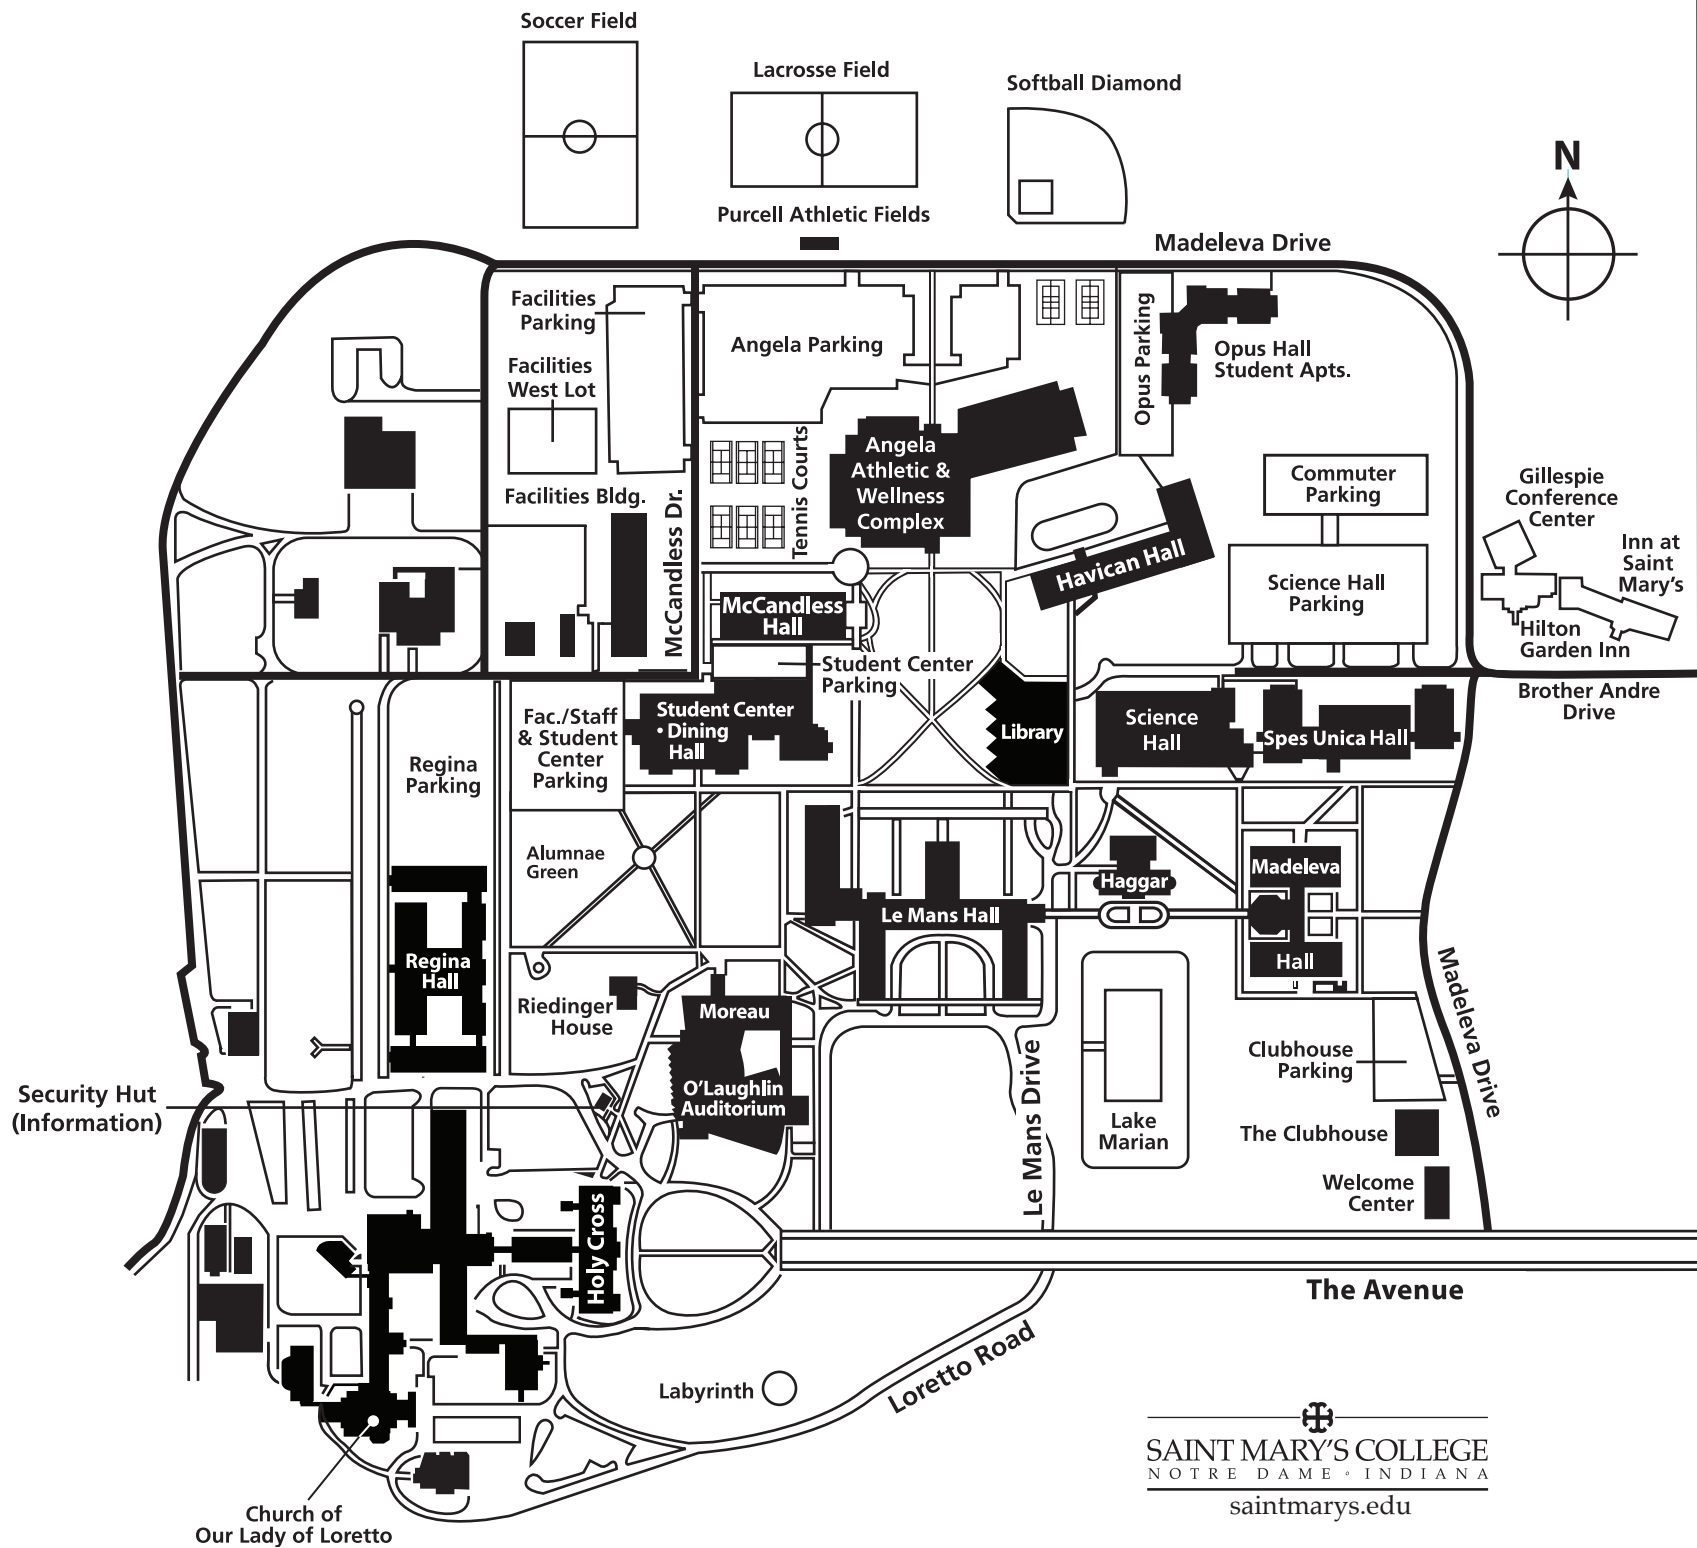 Soccer Field
Lacrosse Field
Softball Diamond
N
Purcell Athletic Fields
Madeleva Drive
Facilities
Parking
Angela Parking
Opus Parking
Opus Hall
Student Apts.
Facilities
West Lot
Tennis Courts
Angela
Athletic &
Wellness
Complex
Commuter
Parking
Gillespie
Conference
Center
Facilities Bldg.
McCandless Dr.
Havican Hall
Inn at
Saint
Mary's
Science Hall
Parking
McCandless
Hall
Hilton
Garden Inn
Student Center
Parking
Brother Andre
Drive
Fac./Staff
& Student
Center
Parking
Student Center
• Dining
Hall
Library
Science
Hall
Spes Unica Hall
Regina
Parking
Alumnae
Green
Haggar
Madeleva
Le Mans Hall
Regina
Hall
Hall
Madeleva Drive
Riedinger
House
Moreau
Le Mans Drive
Clubhouse
Parking
Security Hut
(Information)
O'Laughlin
Auditorium
Lake
Marian
The Clubhouse
Welcome
Center
Holy Cross
The Avenue
Loretto Road
Labyrinth
SAINT MARY'S COLLEGE
NOTRE DAME • INDIANA
saintmarys.edu
Church of
Our Lady of Loretto